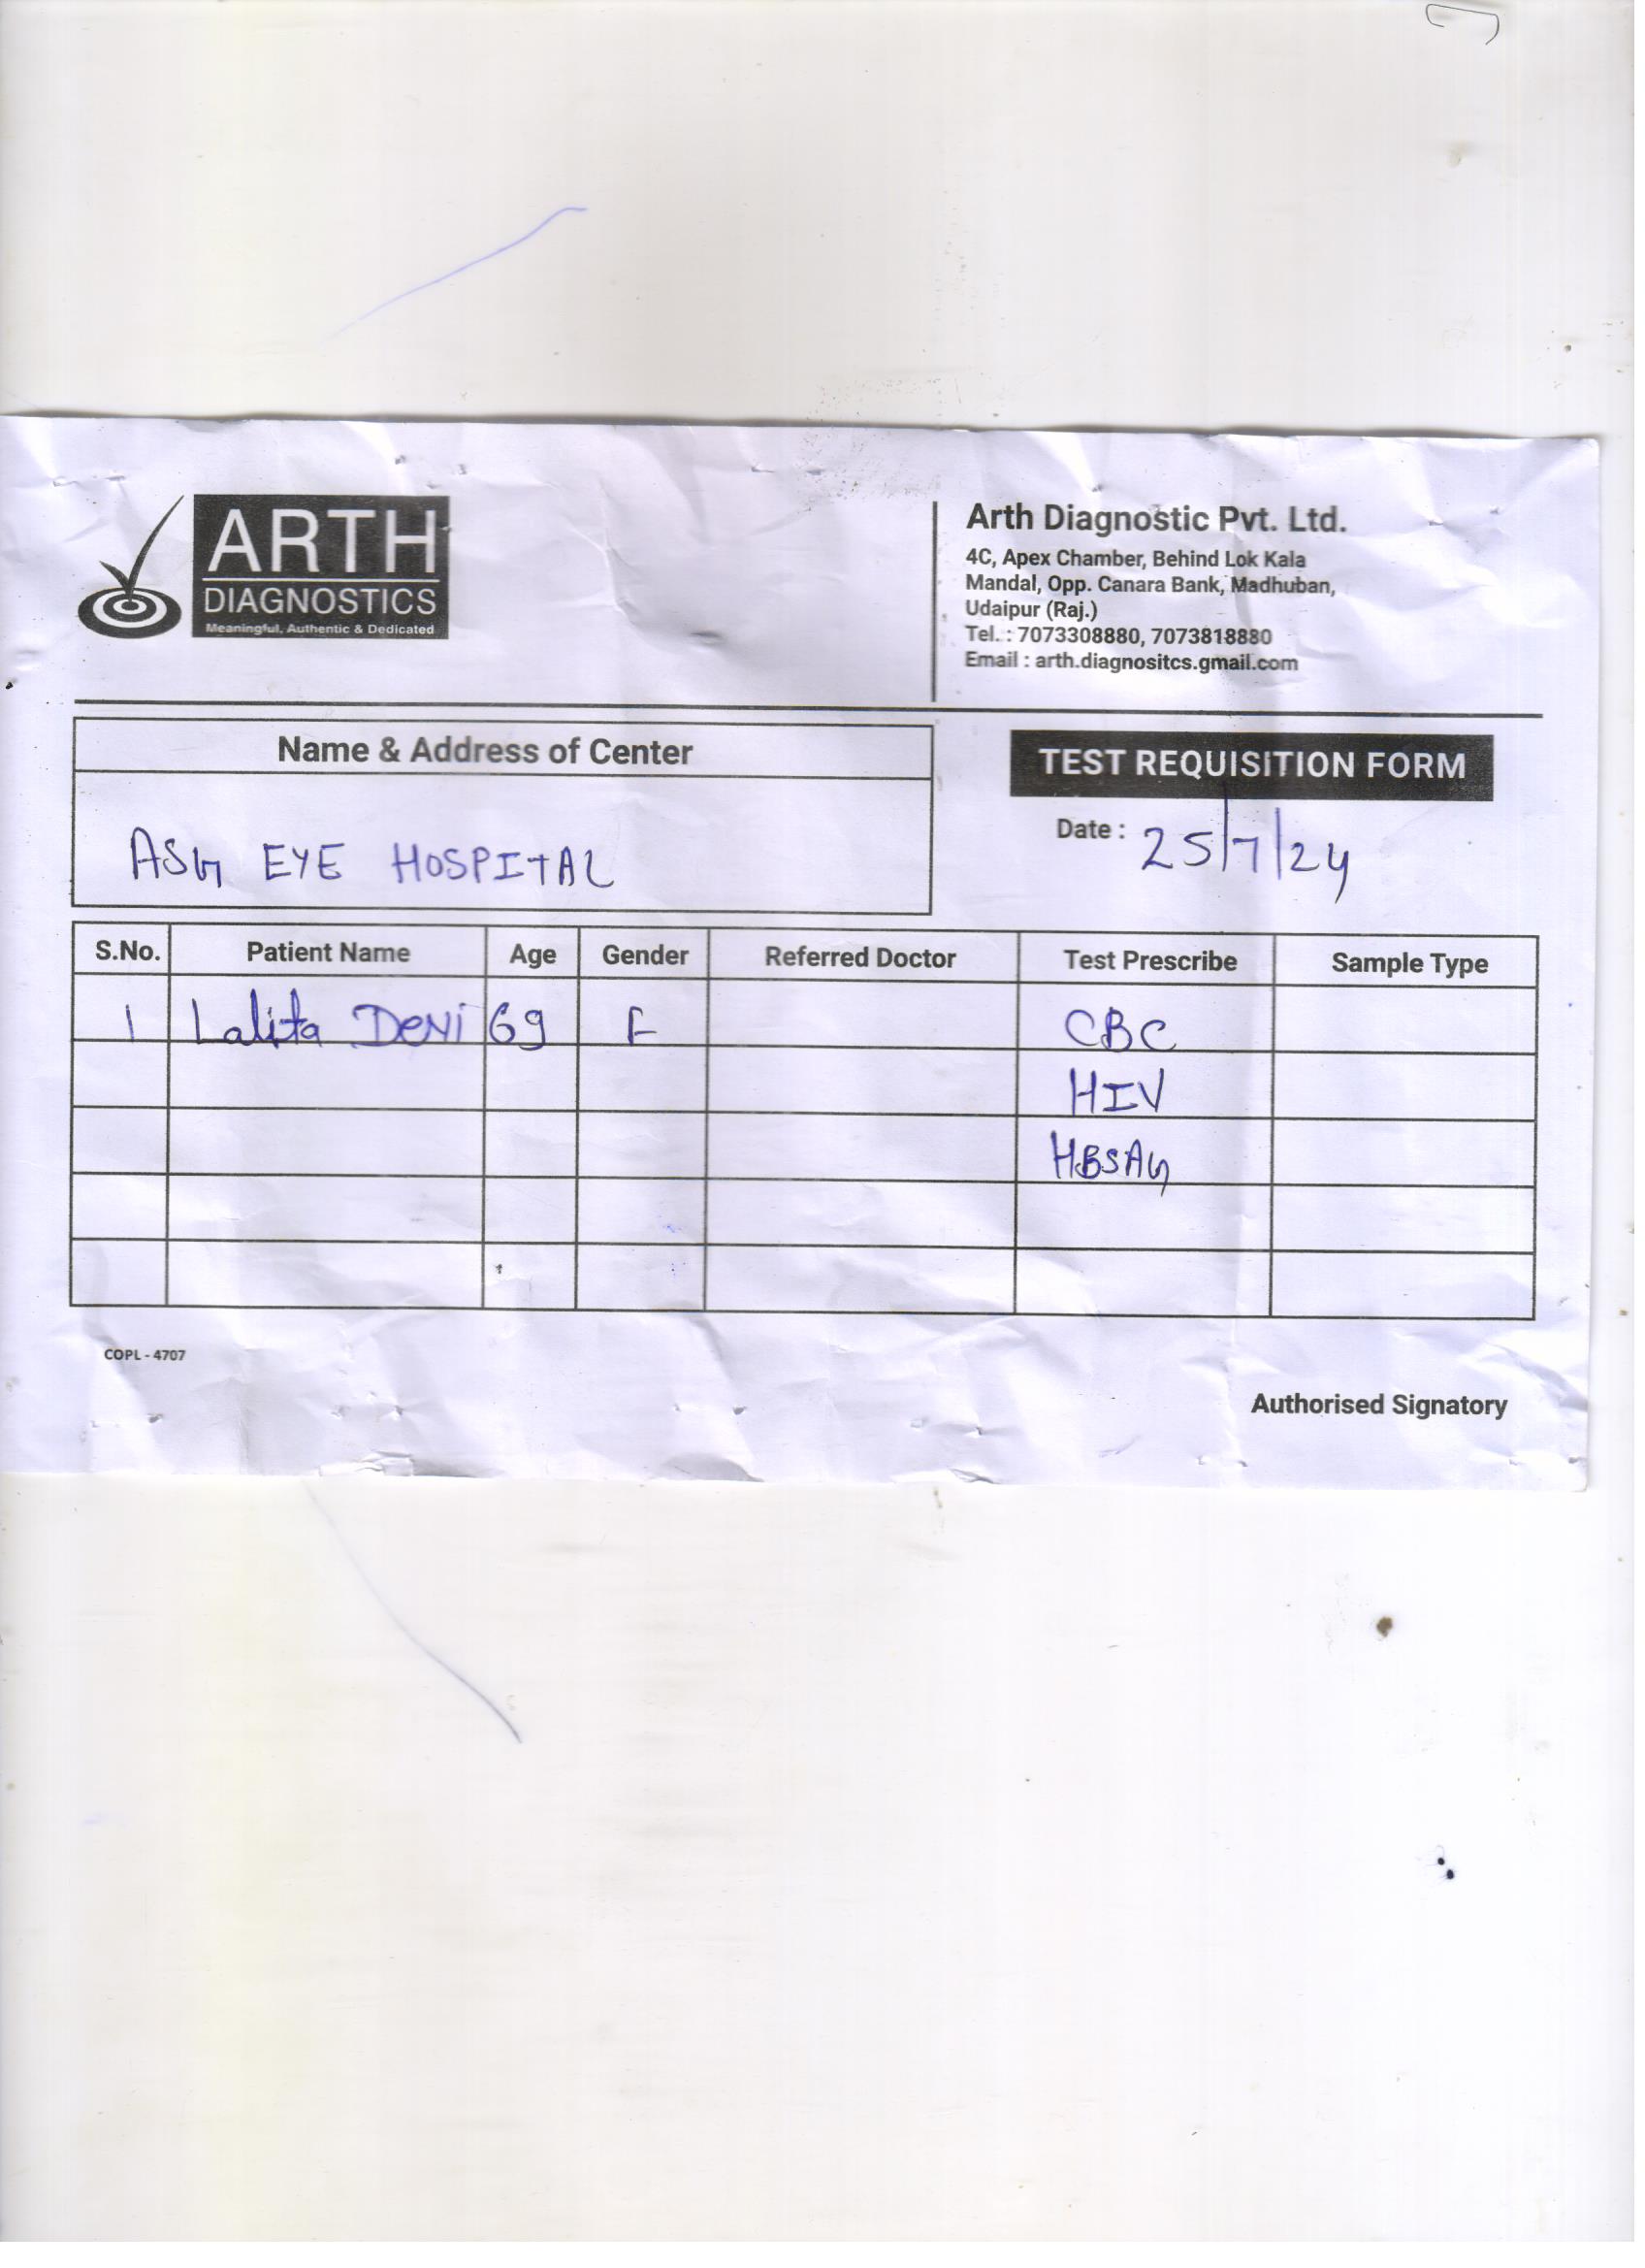 ARTH
DIAGNOSTICS
Meaningful, Authentic & Dedicated
Arth Diagnostic Pvt. Ltd.
4C, Apex Chamber, Behind Lok Kala
Mandal, Opp. Canara Bank, Madhuban,
Udaipur (Raj.)
Tel. : 7073308880, 7073818880
Email : arth.diagnositcs.gmail.com
Name & Address of Center
ASG EYE HOSPITAL
TEST REQUISITION FORM
Date : 25/7/24
S.No. Patient Name Age Gender Referred Doctor Test Prescribe Sample Type
1 Lalita Devi 69 F CBC
HIV
HBSAG
COPL - 4707
Authorised Signatory